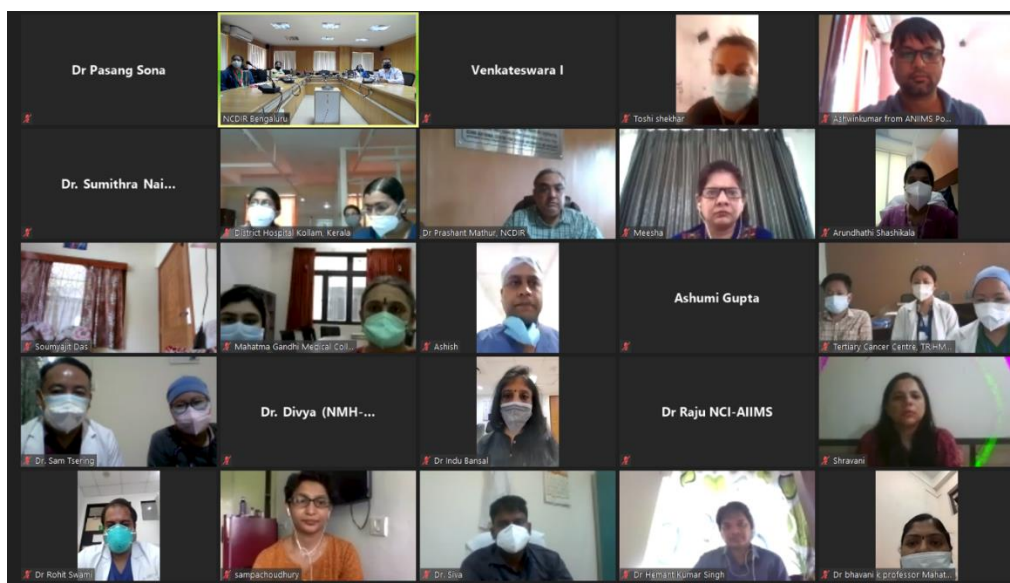 Dr Pasang Sona
NCDIR Bengaluru
Venkateswara I
Toshi shekhar
Ashwinkumar from ANIIMS Po...
Dr. Sumithra Nai...
District Hospital Kollam, Kerala
Dr Prashant Mathur, NCDIR
Meesha
Arundhathi Shashikala
Soumyajit Das
Mahatma Gandhi Medical Coll...
Ashish
Ashumi Gupta
Tertiary Cancer Centre, TRIHM...
Dr. Sam Tsering
Dr. Divya (NMH-...
Dr Indu Bansal
Dr Raju NCI-AIIMS
Shravani
Dr Rohit Swami
sampachoudhury
Dr. Siva
Dr Hemant Kumar Singh
Dr bhavani k professor Mahat...